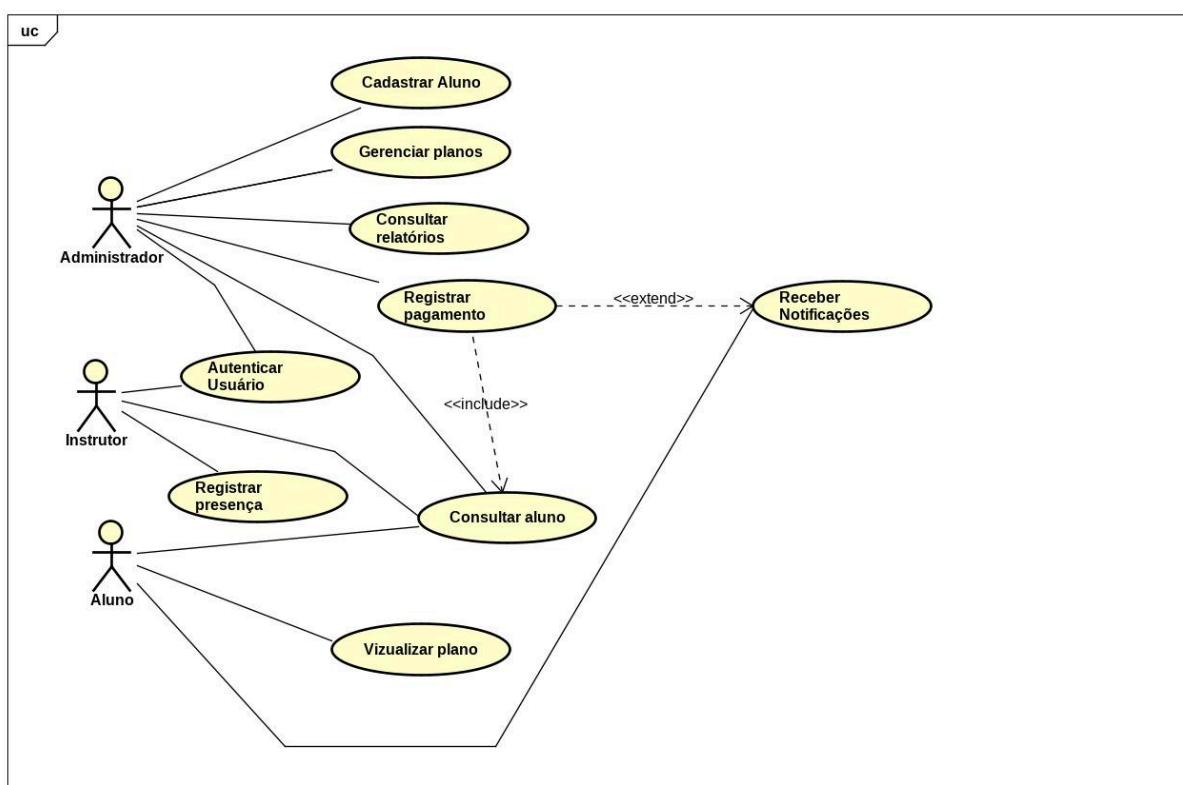 uc
Cadastrar Aluno
Gerenciar planos
Consultar
relatórios
Administrador
Registrar
pagamento
<<extend>>
Receber
Notificações
Autenticar
Usuário
<<include>>
Instrutor
Registrar
presença
Consultar aluno
Aluno
Vizualizar plano